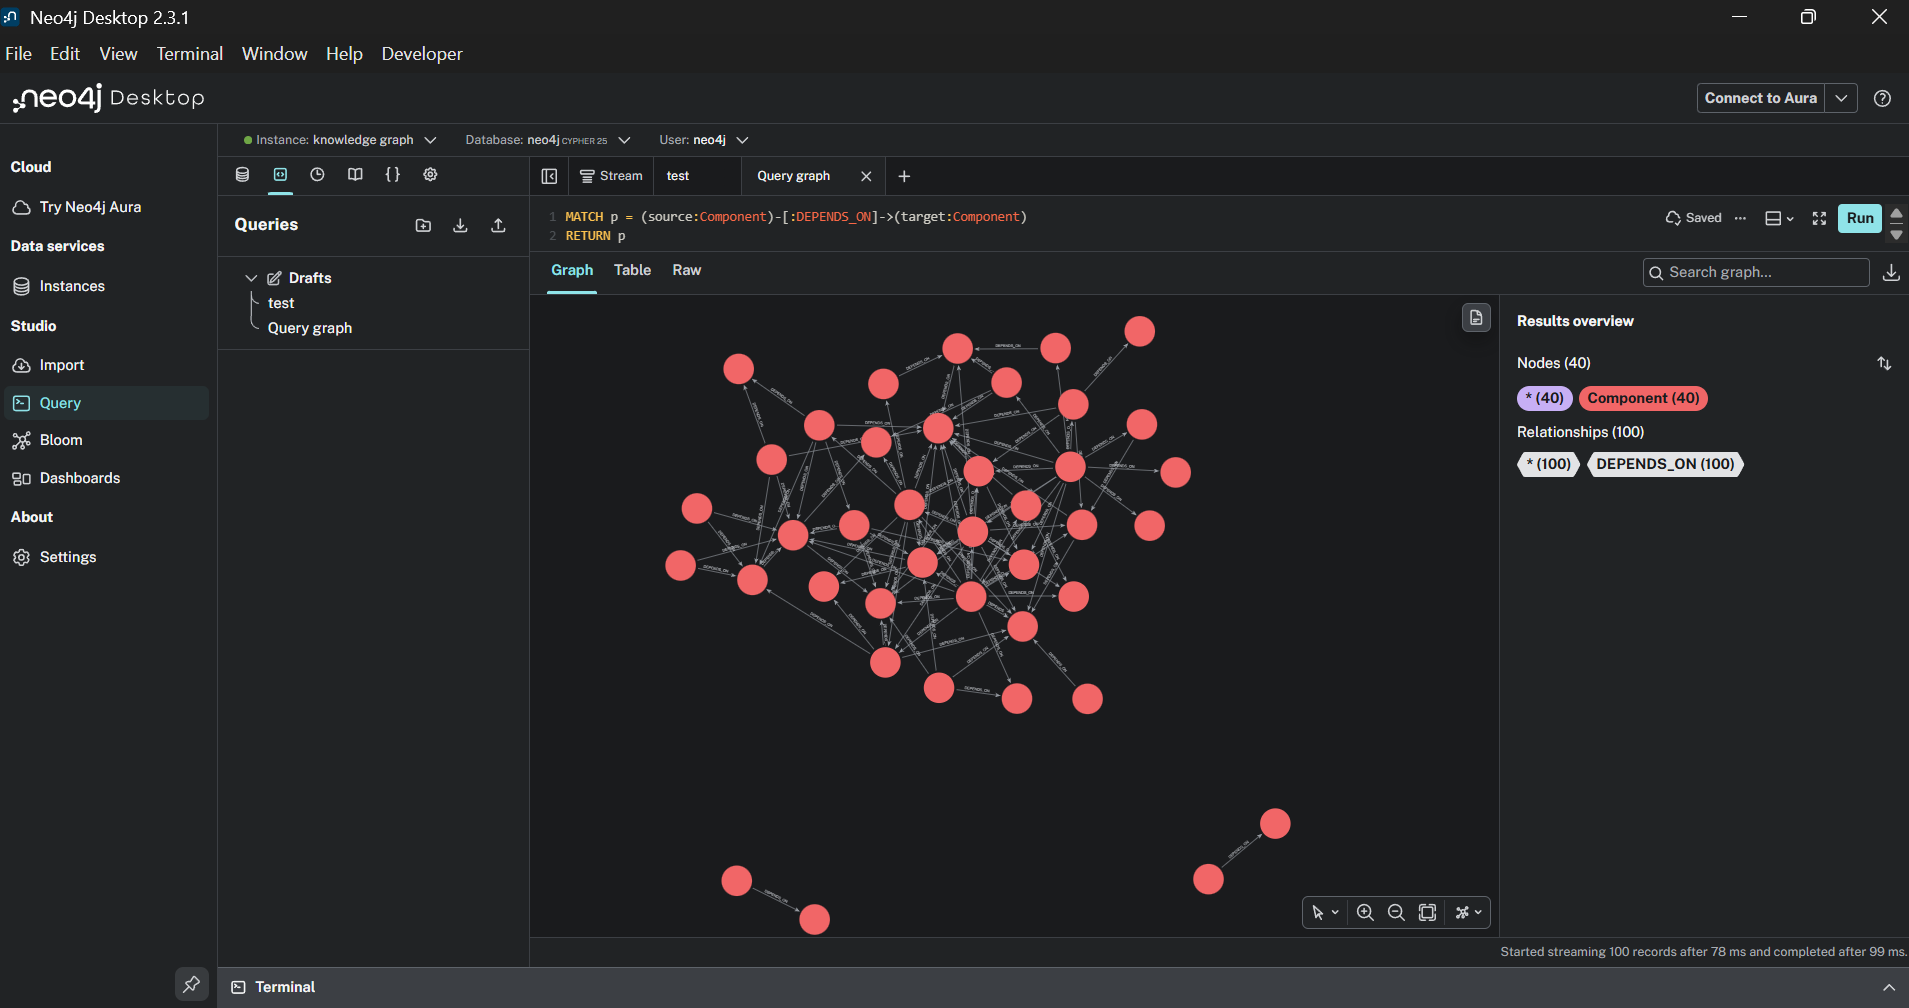 Neo4j Desktop 2.3.1
File Edit View Terminal Window Help Developer
neo4j Desktop
Connect to Aura
Instance: knowledge graph Database: neo4j CYPHER 25 User: neo4j
Cloud
Try Neo4j Aura
Data services
Instances
Studio
Import
Query
Bloom
Dashboards
About
Settings
Queries
Drafts
test
Query graph
Stream test Query graph
1 MATCH p = (source:Component)-[:DEPENDS_ON]->(target:Component)
2 RETURN p
Saved
Run
Graph Table Raw
Search graph...
DEPENDS_ON
Results overview
Nodes (40)
* (40) Component (40)
Relationships (100)
* (100) DEPENDS_ON (100)
Started streaming 100 records after 78 ms and completed after 99 ms.
Terminal